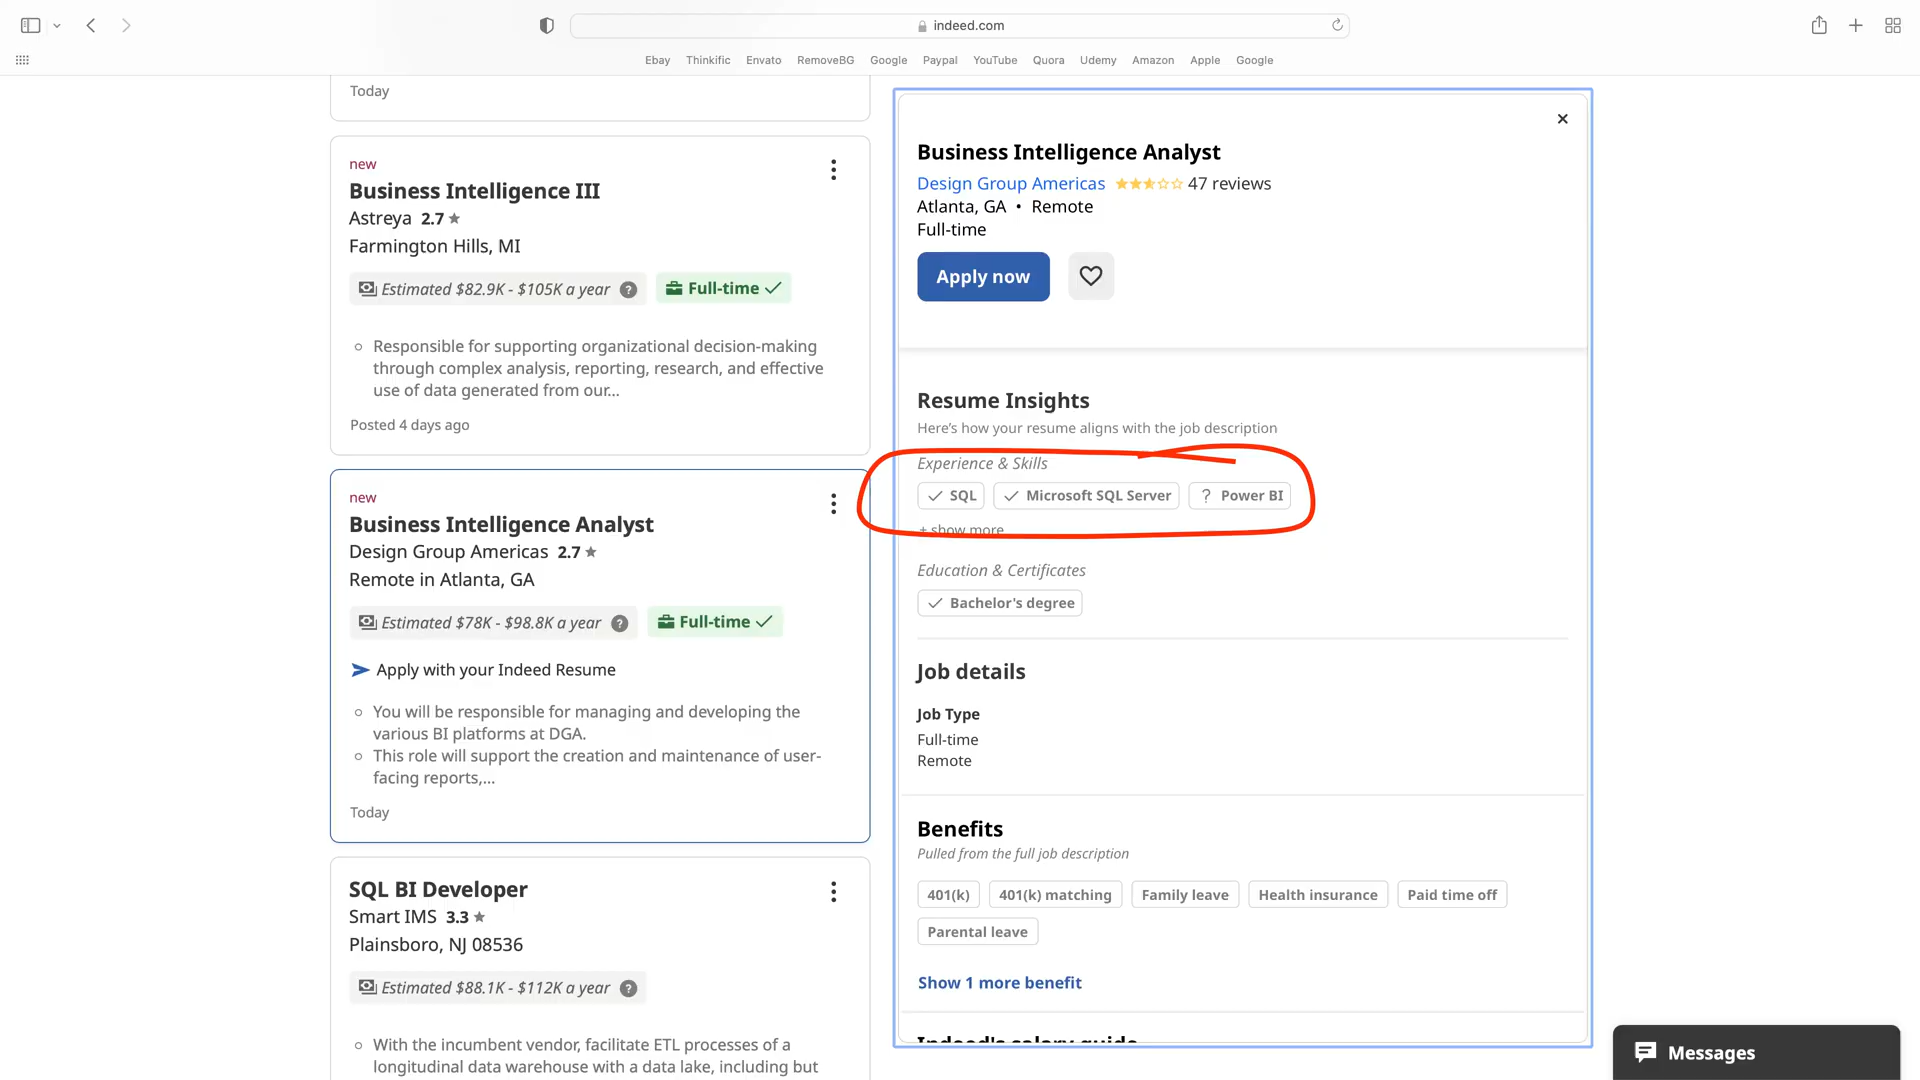 indeed.com
Ebay Thinkific Envato RemoveBG Google Paypal YouTube Quora Udemy Amazon Apple Google
Today
new
Business Intelligence III
Astreya 2.7
Farmington Hills, MI
Estimated $82.9K - $105K a year ? Full-time
Responsible for supporting organizational decision-making
through complex analysis, reporting, research, and effective
use of data generated from our...
Posted 4 days ago
new
Business Intelligence Analyst
Design Group Americas 2.7
Remote in Atlanta, GA
Estimated $78K - $98.8K a year ? Full-time
Apply with your Indeed Resume
You will be responsible for managing and developing the
various BI platforms at DGA.
This role will support the creation and maintenance of user-
facing reports,...
Today
SQL BI Developer
Smart IMS 3.3
Plainsboro, NJ 08536
Estimated $88.1K - $112K a year ?
With the incumbent vendor, facilitate ETL processes of a
longitudinal data warehouse with a data lake, including but
Business Intelligence Analyst
Design Group Americas 47 reviews
Atlanta, GA • Remote
Full-time
Apply now
Resume Insights
Here's how your resume aligns with the job description
Experience & Skills
SQL Microsoft SQL Server ? Power BI
+ show more
Education & Certificates
Bachelor's degree
Job details
Job Type
Full-time
Remote
Benefits
Pulled from the full job description
401(k) 401(k) matching Family leave Health insurance Paid time off
Parental leave
Show 1 more benefit
Indeed's salary guide
Messages